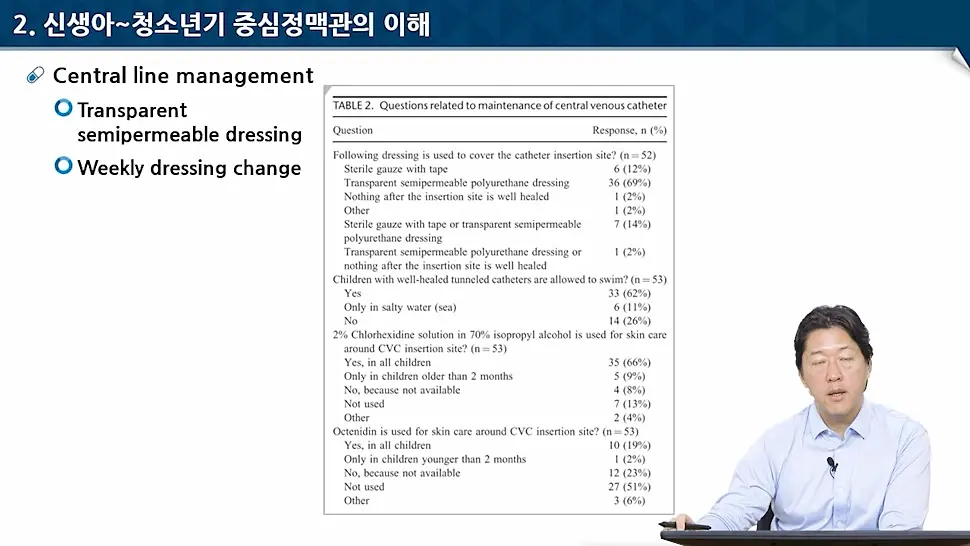 2. 신생아~청소년기 중심정맥관의 이해
Central line management
Transparent
semipermeable dressing
Weekly dressing change
TABLE 2. Questions related to maintenance of central venous catheter
Question Response, n (%)
Following dressing is used to cover the catheter insertion site? (n = 52)
Sterile gauze with tape 6 (12%)
Transparent semipermeable polyurethane dressing 36 (69%)
Nothing after the insertion site is well healed 1 (2%)
Other 1 (2%)
Sterile gauze with tape or transparent semipermeable 7 (14%)
polyurethane dressing
Transparent semipermeable polyurethane dressing or 1 (2%)
nothing after the insertion site is well healed
Children with well-healed tunneled catheters are allowed to swim? (n = 53)
Yes 33 (62%)
Only in salty water (sea) 6 (11%)
No 14 (26%)
2% Chlorhexidine solution in 70% isopropyl alcohol is used for skin care
around CVC insertion site? (n = 53)
Yes, in all children 35 (66%)
Only in children older than 2 months 5 (9%)
No, because not available 4 (8%)
Not used 7 (13%)
Other 2 (4%)
Octenidin is used for skin care around CVC insertion site? (n = 53)
Yes, in all children 10 (19%)
Only in children younger than 2 months 1 (2%)
No, because not available 12 (23%)
Not used 27 (51%)
Other 3 (6%)